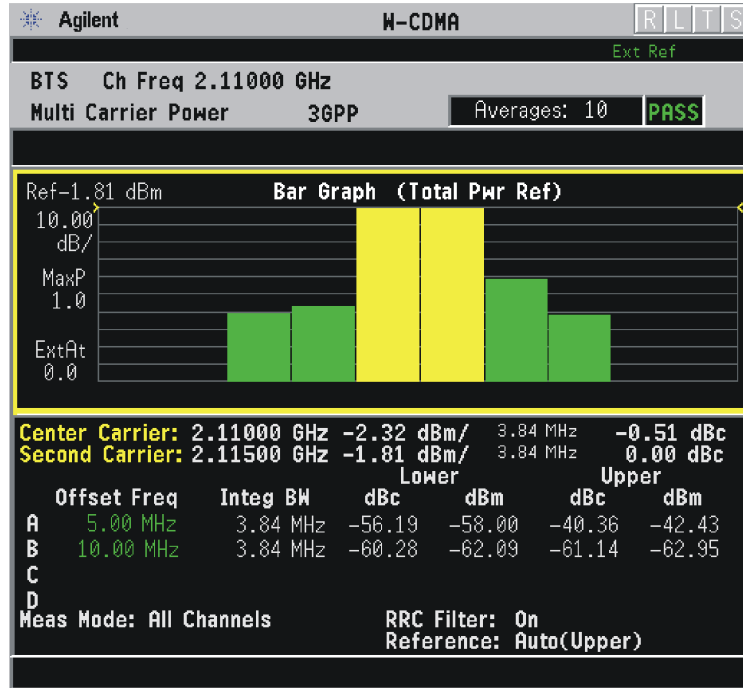 Agilent W-CDMA R L T S
Ext Ref
BTS Ch Freq 2.11000 GHz
Multi Carrier Power 3GPP Averages: 10 PASS
Ref-1.81 dBm Bar Graph (Total Pwr Ref)
10.00
dB/
MaxP
1.0
ExtAt
0.0
Center Carrier: 2.11000 GHz -2.32 dBm/ 3.84 MHz -0.51 dBc
Second Carrier: 2.11500 GHz -1.81 dBm/ 3.84 MHz 0.00 dBc
Lower Upper
Offset Freq Integ BW dBc dBm dBc dBm
A 5.00 MHz 3.84 MHz -56.19 -58.00 -40.36 -42.43
B 10.00 MHz 3.84 MHz -60.28 -62.09 -61.14 -62.95
C
D
Meas Mode: All Channels RRC Filter: On
Reference: Auto(Upper)